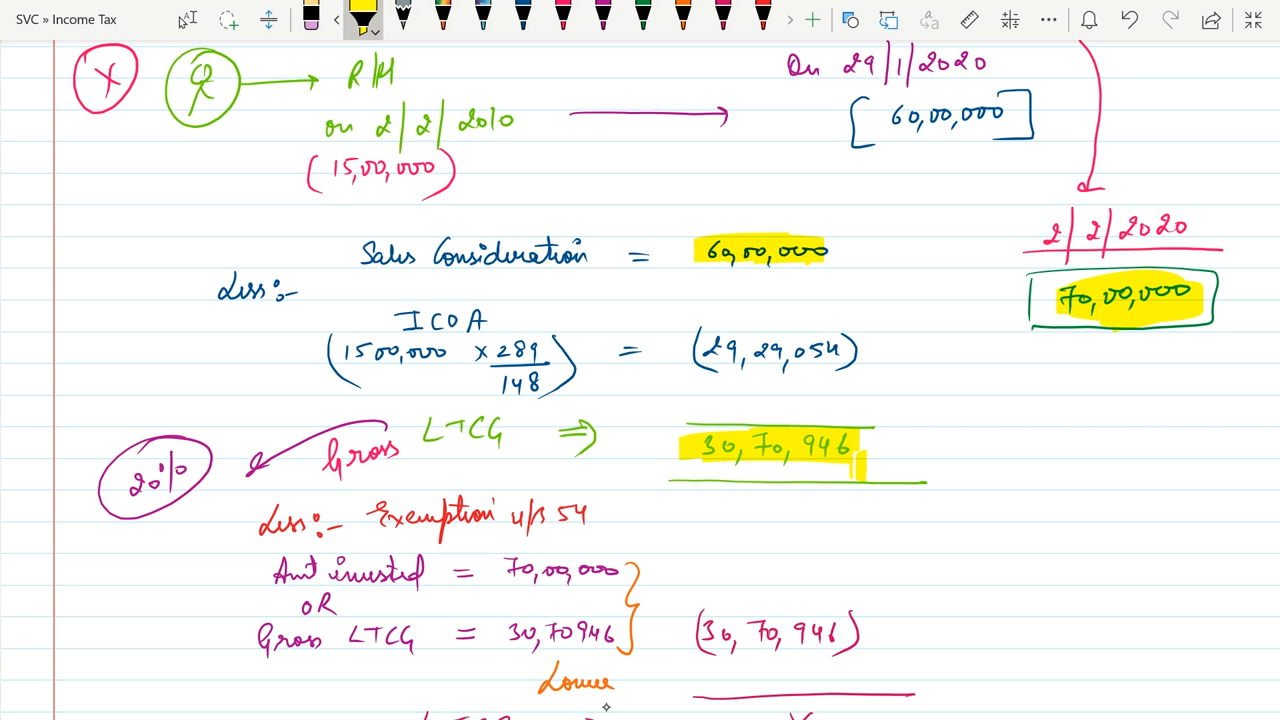 SVC » Income Tax
X R/H On 29/1/2020
on 2/2/2010 [60,00,000]
(15,00,000)
2/2/2020
Sales Consideration = 60,00,000
Less:-
70,00,000
ICOA
(1500,000 × 289/148) = (29,29,054)
Gross LTCG ⇒ 30,70,946
20%
Less:- Exemption u/s 54
Amt invested = 70,00,000
OR
Gross LTCG = 30,70946 (30,70,946)
Lower